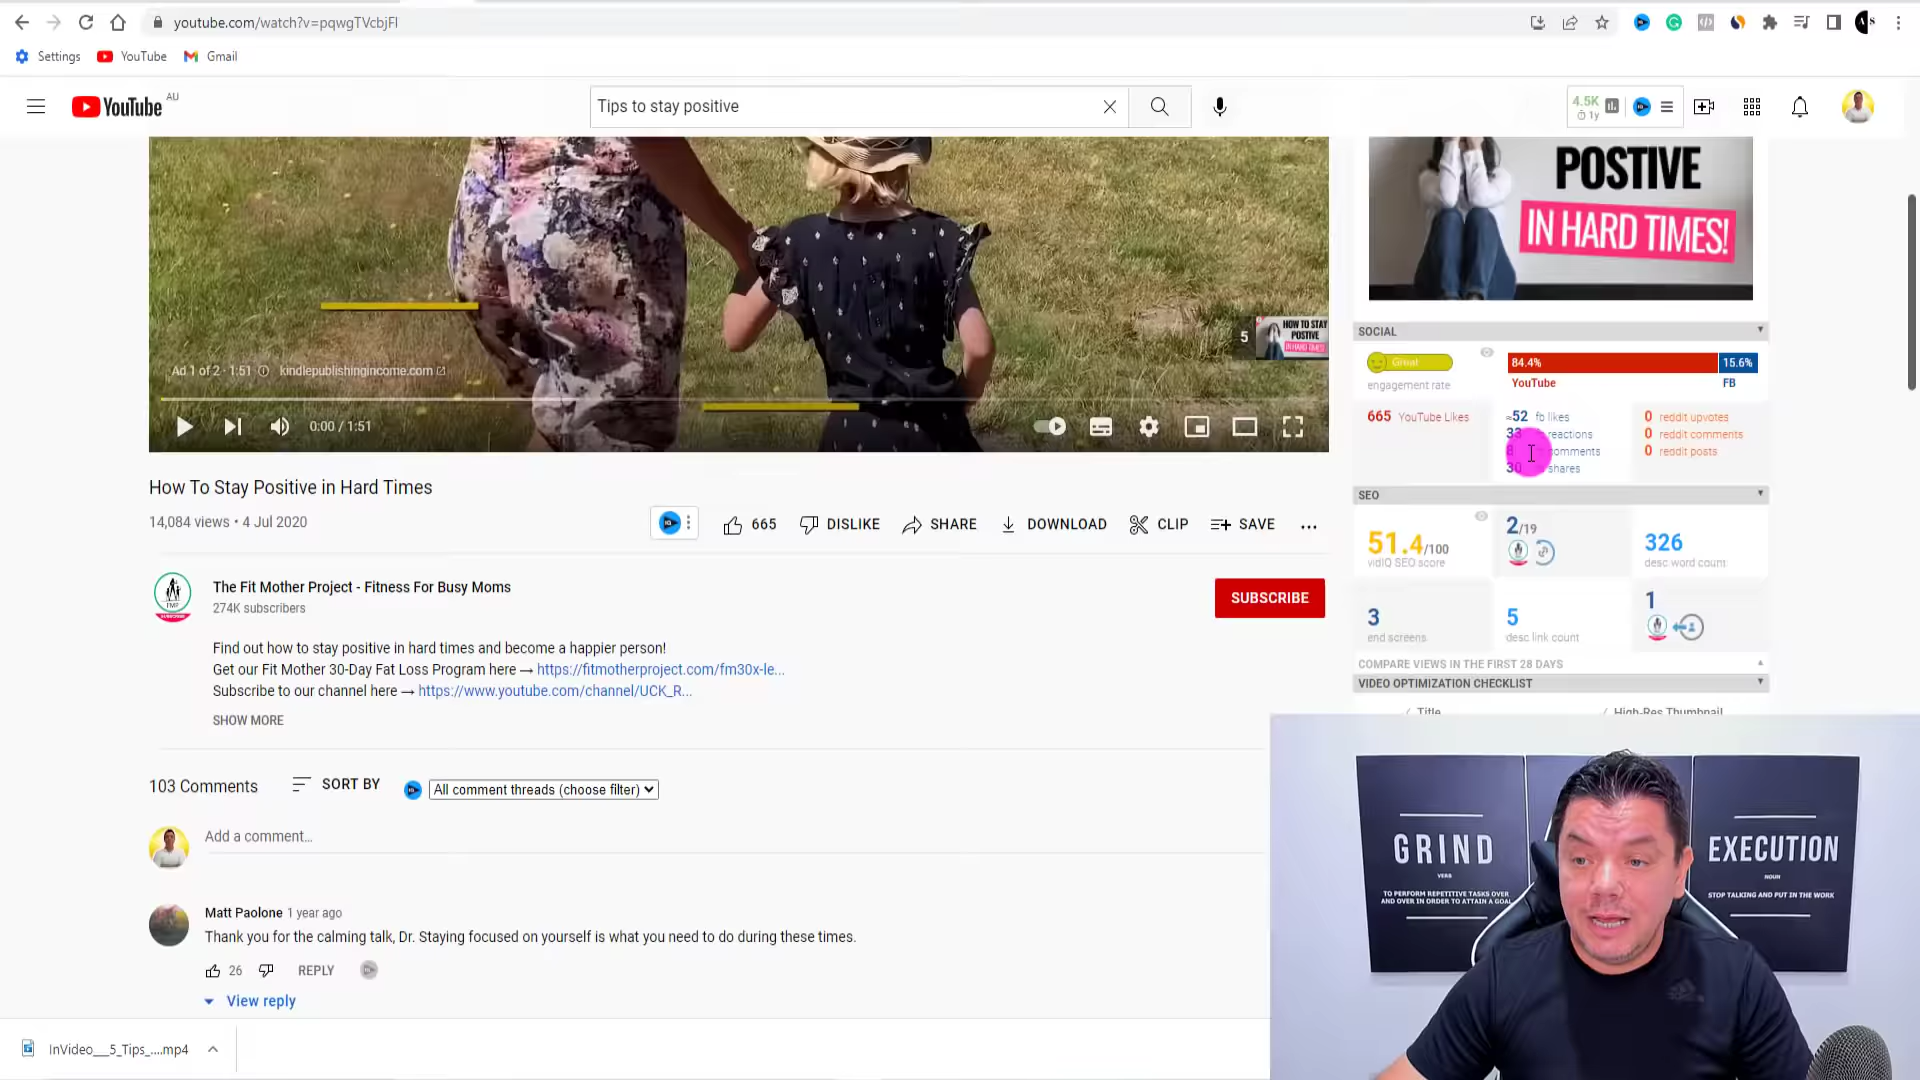 youtube.com/watch?v=pqwgTVcbjFI
Settings
YouTube
Gmail
YouTube AU
Tips to stay positive
4.5K
1y
POSTIVE
IN HARD TIMES!
5
HOW TO STAY
POSTIVE
IN HARD TIMES!
Ad 1 of 2 · 1:51
kindlepublishingincome.com
0:00 / 1:51
SOCIAL
Great
engagement rate
84.4%
15.6%
YouTube
FB
665 YouTube Likes
≈52 fb likes
33 reactions
8 comments
30 shares
0 reddit upvotes
0 reddit comments
0 reddit posts
SEO
51.4/100
vidIQ SEO score
2/19
326
desc word count
3
end screens
5
desc link count
1
COMPARE VIEWS IN THE FIRST 28 DAYS
VIDEO OPTIMIZATION CHECKLIST
Title
High-Res Thumbnail
How To Stay Positive in Hard Times
14,084 views • 4 Jul 2020
665
DISLIKE
SHARE
DOWNLOAD
CLIP
SAVE
The Fit Mother Project - Fitness For Busy Moms
274K subscribers
SUBSCRIBE
Find out how to stay positive in hard times and become a happier person!
Get our Fit Mother 30-Day Fat Loss Program here → https://fitmotherproject.com/fm30x-le...
Subscribe to our channel here → https://www.youtube.com/channel/UCK_R...
SHOW MORE
103 Comments
SORT BY
All comment threads (choose filter)
Add a comment...
Matt Paolone 1 year ago
Thank you for the calming talk, Dr. Staying focused on yourself is what you need to do during these times.
26
REPLY
View reply
InVideo___5_Tips_....mp4
GRIND
VERB
TO PERFORM REPETITIVE TASKS OVER
AND OVER IN ORDER TO ATTAIN A GOAL
EXECUTION
NOUN
STOP TALKING AND PUT IN THE WORK